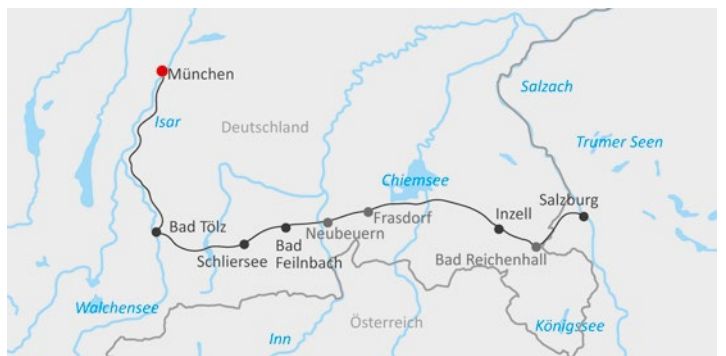 München
Salzach
Isar
Deutschland
Trumer Seen
Chiemsee
Salzburg
Inzell
Frasdorf
Bad Tölz
Neubeuern
Bad
Feilnbach
Schliersee
Bad Reichenhall
Walchensee
Österreich
Königssee
Inn